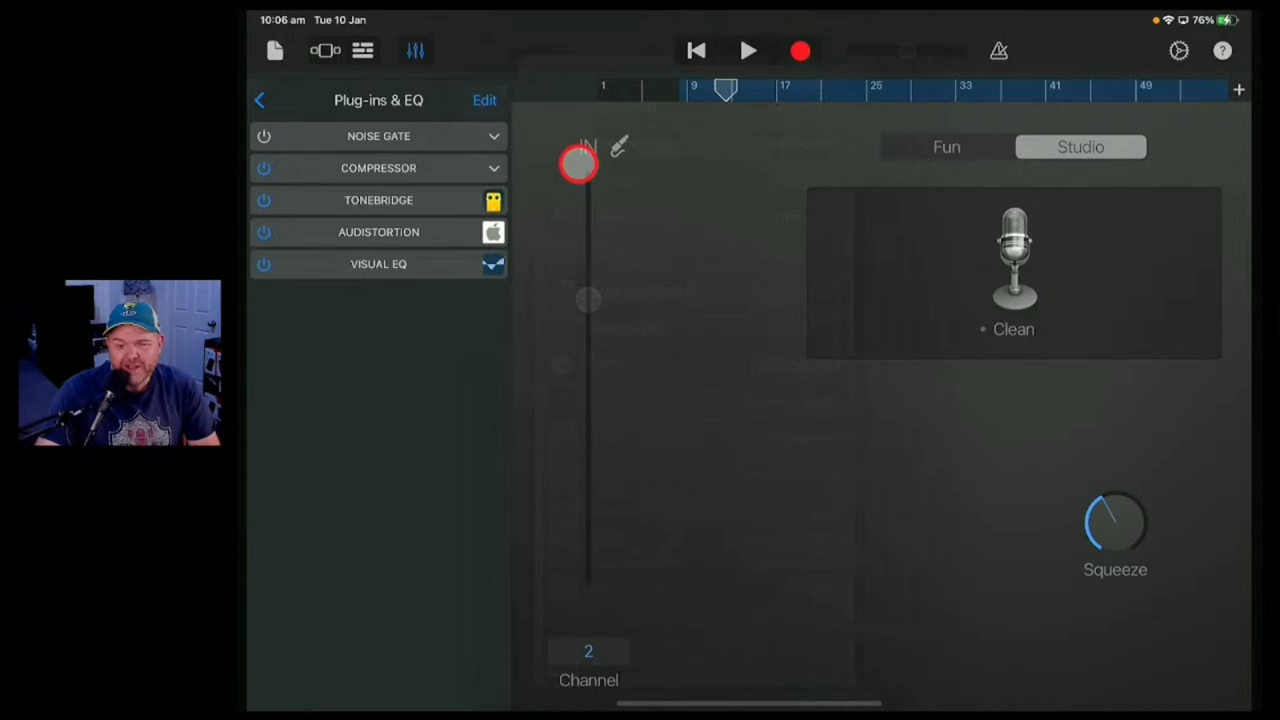 10:06 am Tue 10 Jan
76%
Plug-ins & EQ
Edit
1
9
17
25
33
41
49
NOISE GATE
COMPRESSOR
TONEBRIDGE
AUDISTORTION
VISUAL EQ
IN
Fun
Studio
Clean
Squeeze
2
Channel